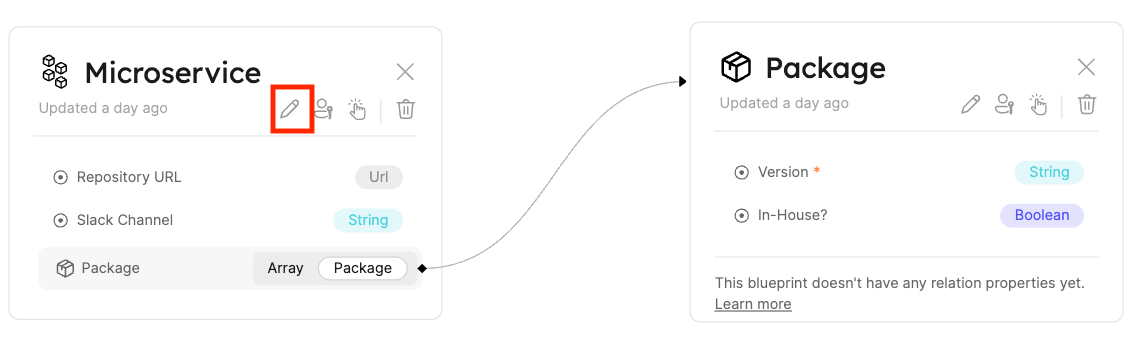 Microservice
Updated a day ago
Repository URL Url
Slack Channel String
Package Array Package
Package
Updated a day ago
Version * String
In-House? Boolean
This blueprint doesn't have any relation properties yet.
Learn more